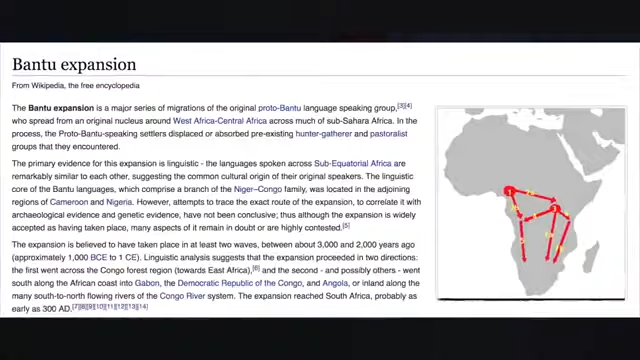 Bantu expansion
From Wikipedia, the free encyclopedia
The Bantu expansion is a major series of migrations of the original proto-Bantu language speaking group,[3][4]
who spread from an original nucleus around West Africa-Central Africa across much of sub-Sahara Africa. In the
process, the Proto-Bantu-speaking settlers displaced or absorbed pre-existing hunter-gatherer and pastoralist
groups that they encountered.
The primary evidence for this expansion is linguistic - the languages spoken across Sub-Equatorial Africa are
remarkably similar to each other, suggesting the common cultural origin of their original speakers. The linguistic
core of the Bantu languages, which comprise a branch of the Niger–Congo family, was located in the adjoining
regions of Cameroon and Nigeria. However, attempts to trace the exact route of the expansion, to correlate it with
archaeological evidence and genetic evidence, have not been conclusive; thus although the expansion is widely
accepted as having taken place, many aspects of it remain in doubt or are highly contested.[5]
The expansion is believed to have taken place in at least two waves, between about 3,000 and 2,000 years ago
(approximately 1,000 BCE to 1 CE). Linguistic analysis suggests that the expansion proceeded in two directions:
the first went across the Congo forest region (towards East Africa),[6] and the second - and possibly others - went
south along the African coast into Gabon, the Democratic Republic of the Congo, and Angola, or inland along the
many south-to-north flowing rivers of the Congo River system. The expansion reached South Africa, probably as
early as 300 AD.[7][8][9][10][11][12][13][14]
1
3